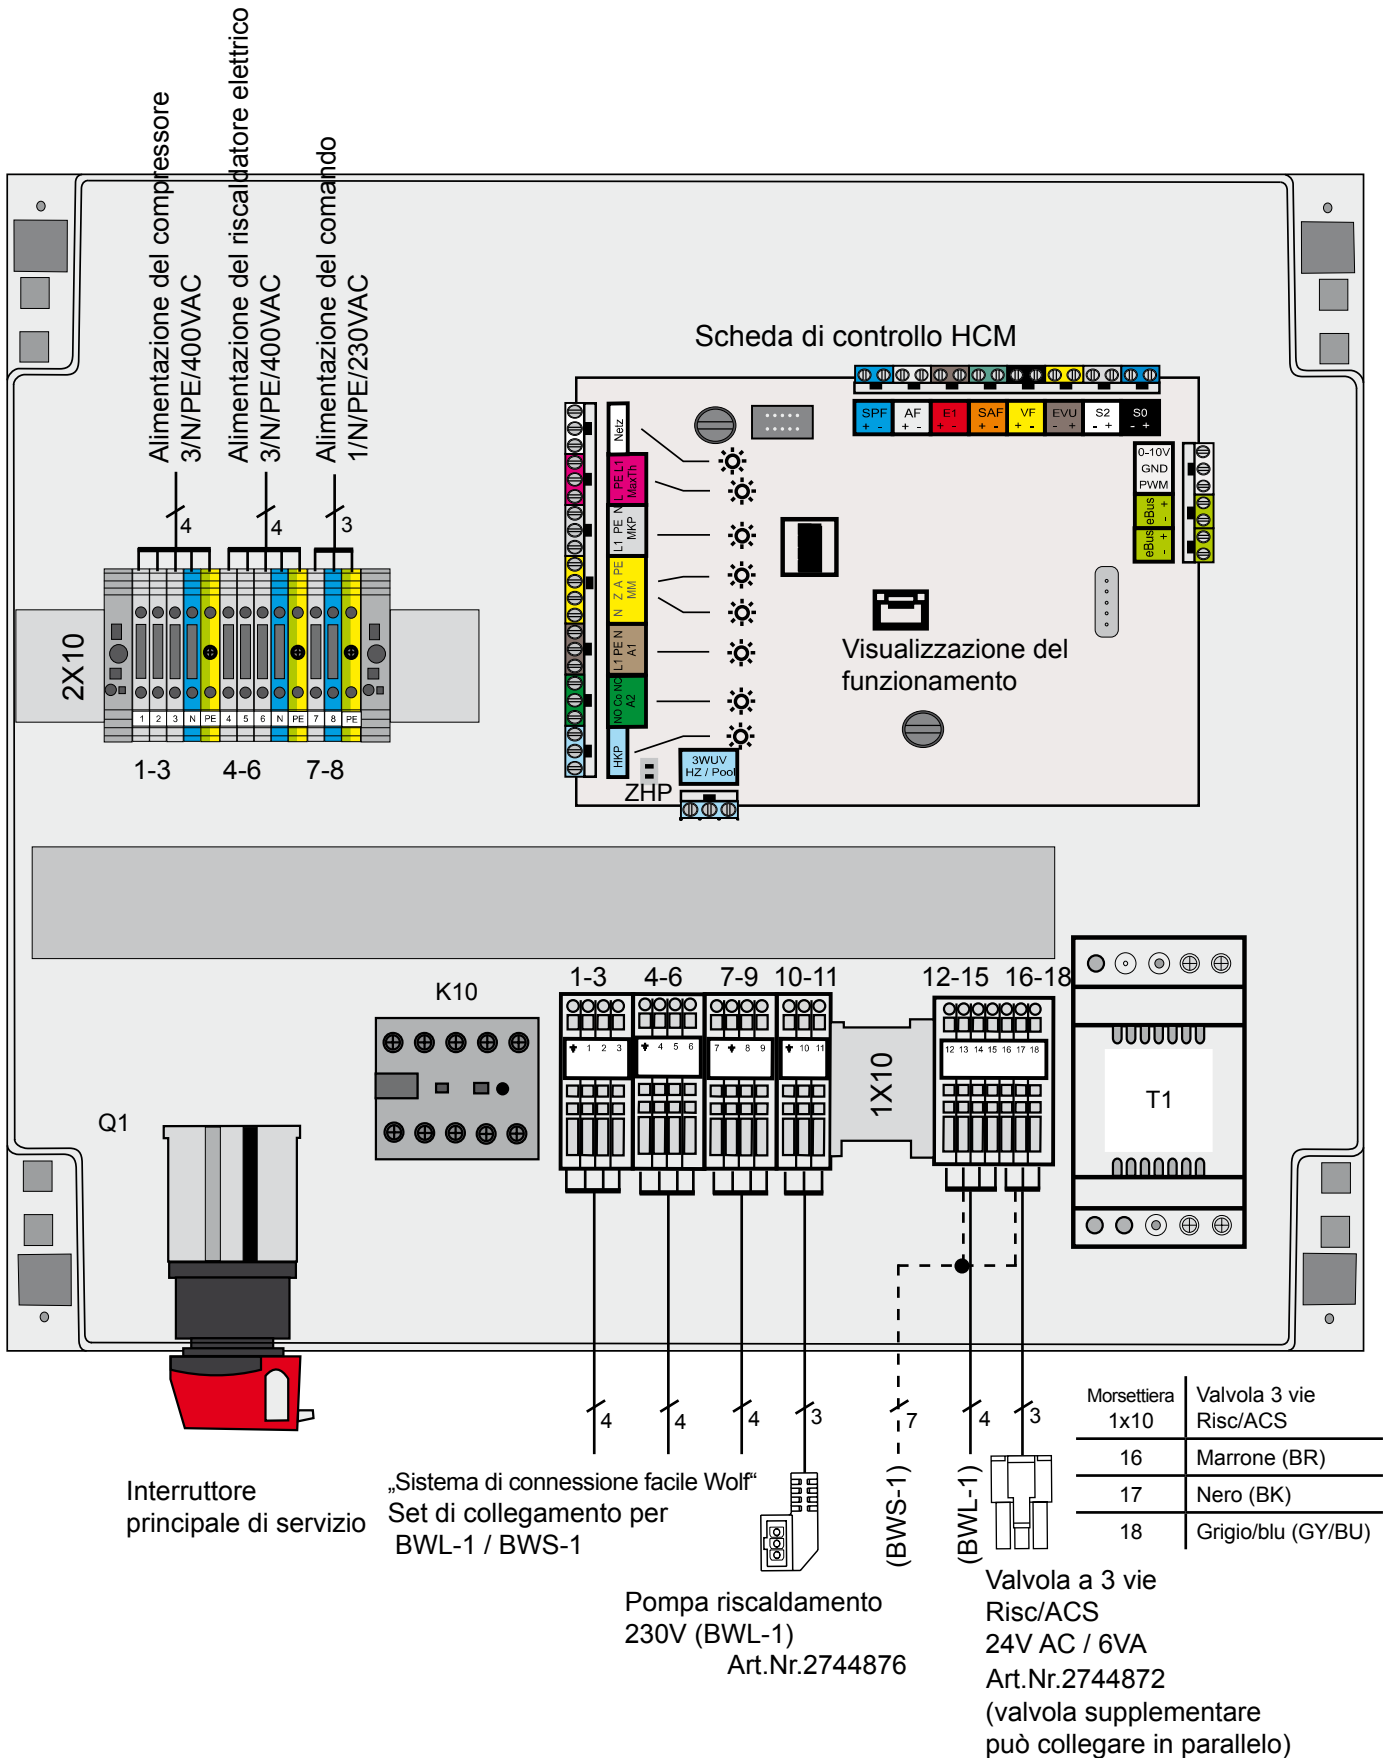 Alimentazione del compressore
3/N/PE/400VAC
Alimentazione del riscaldatore elettrico
3/N/PE/400VAC
Alimentazione del comando
1/N/PE/230VAC
4
4
3
2X10
1 2 3 N PE 4 5 6 N PE 7 8 PE
1-3 4-6 7-8
Scheda di controllo HCM
SPF AF E1 SAF VF EVU S2 S0
+ - + - + - + - + - - + - + - +
0-10V
GND
PWM
eBus
- +
eBus
- +
Netz
L PE L1
MaxTh
L1 PE N
MKP
N Z A PE
MM
L1 PE N
A1
NO Co NC
A2
HKP
ZHP
3WUV
HZ / Pool
Visualizzazione del
funzionamento
K10
1-3 4-6 7-9 10-11 12-15 16-18
1 2 3
4 5 6
7 8 9
10 11
1X10
12 13 14 15 16 17 18
T1
Q1
4 4 4 3 7 4 3
Interruttore
principale di servizio
„Sistema di connessione facile Wolf“
Set di collegamento per
BWL-1 / BWS-1
Pompa riscaldamento
230V (BWL-1)
Art.Nr.2744876
(BWS-1)
(BWL-1)
Valvola a 3 vie
Risc/ACS
24V AC / 6VA
Art.Nr.2744872
(valvola supplementare
può collegare in parallelo)
Morsettiera Valvola 3 vie
1x10 Risc/ACS
16 Marrone (BR)
17 Nero (BK)
18 Grigio/blu (GY/BU)